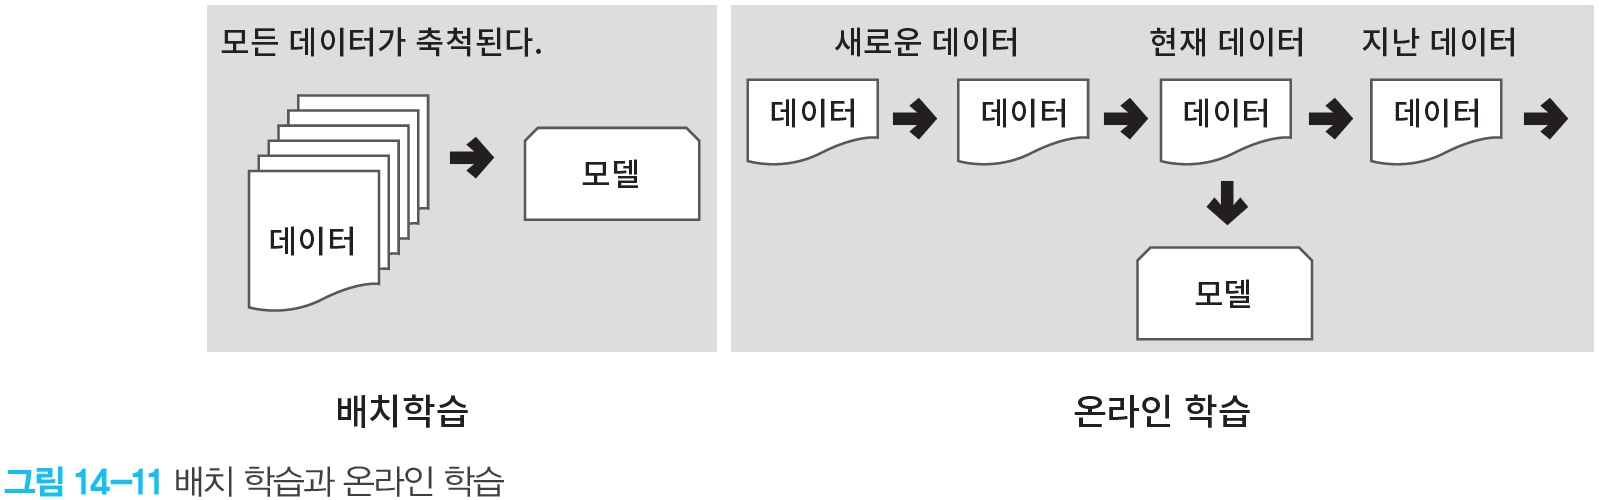 모든 데이터가 축척된다.
데이터
모델
배치학습
새로운 데이터
현재 데이터
지난 데이터
데이터
데이터
데이터
데이터
모델
온라인 학습
그림 14–11 배치 학습과 온라인 학습